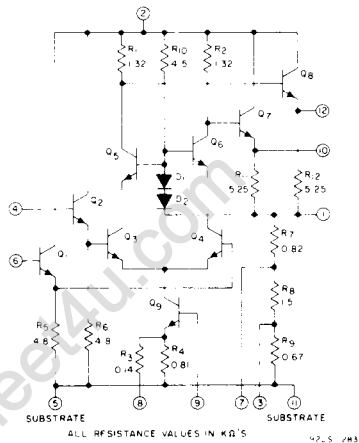 2
R1 1.32
R10 4.5
R2 1.32
Q8
12
Q7
10
Q5
Q6
D1
D2
5.25
R12 5.25
1
4
Q2
6
Q3
Q4
R7 0.82
R8 1.5
Q9
R5 4.8
R6 4.8
R3 0.14
R4 0.81
R9 0.67
5
8
9
7
3
11
SUBSTRATE
SUBSTRATE
ALL RESISTANCE VALUES IN KΩ'S